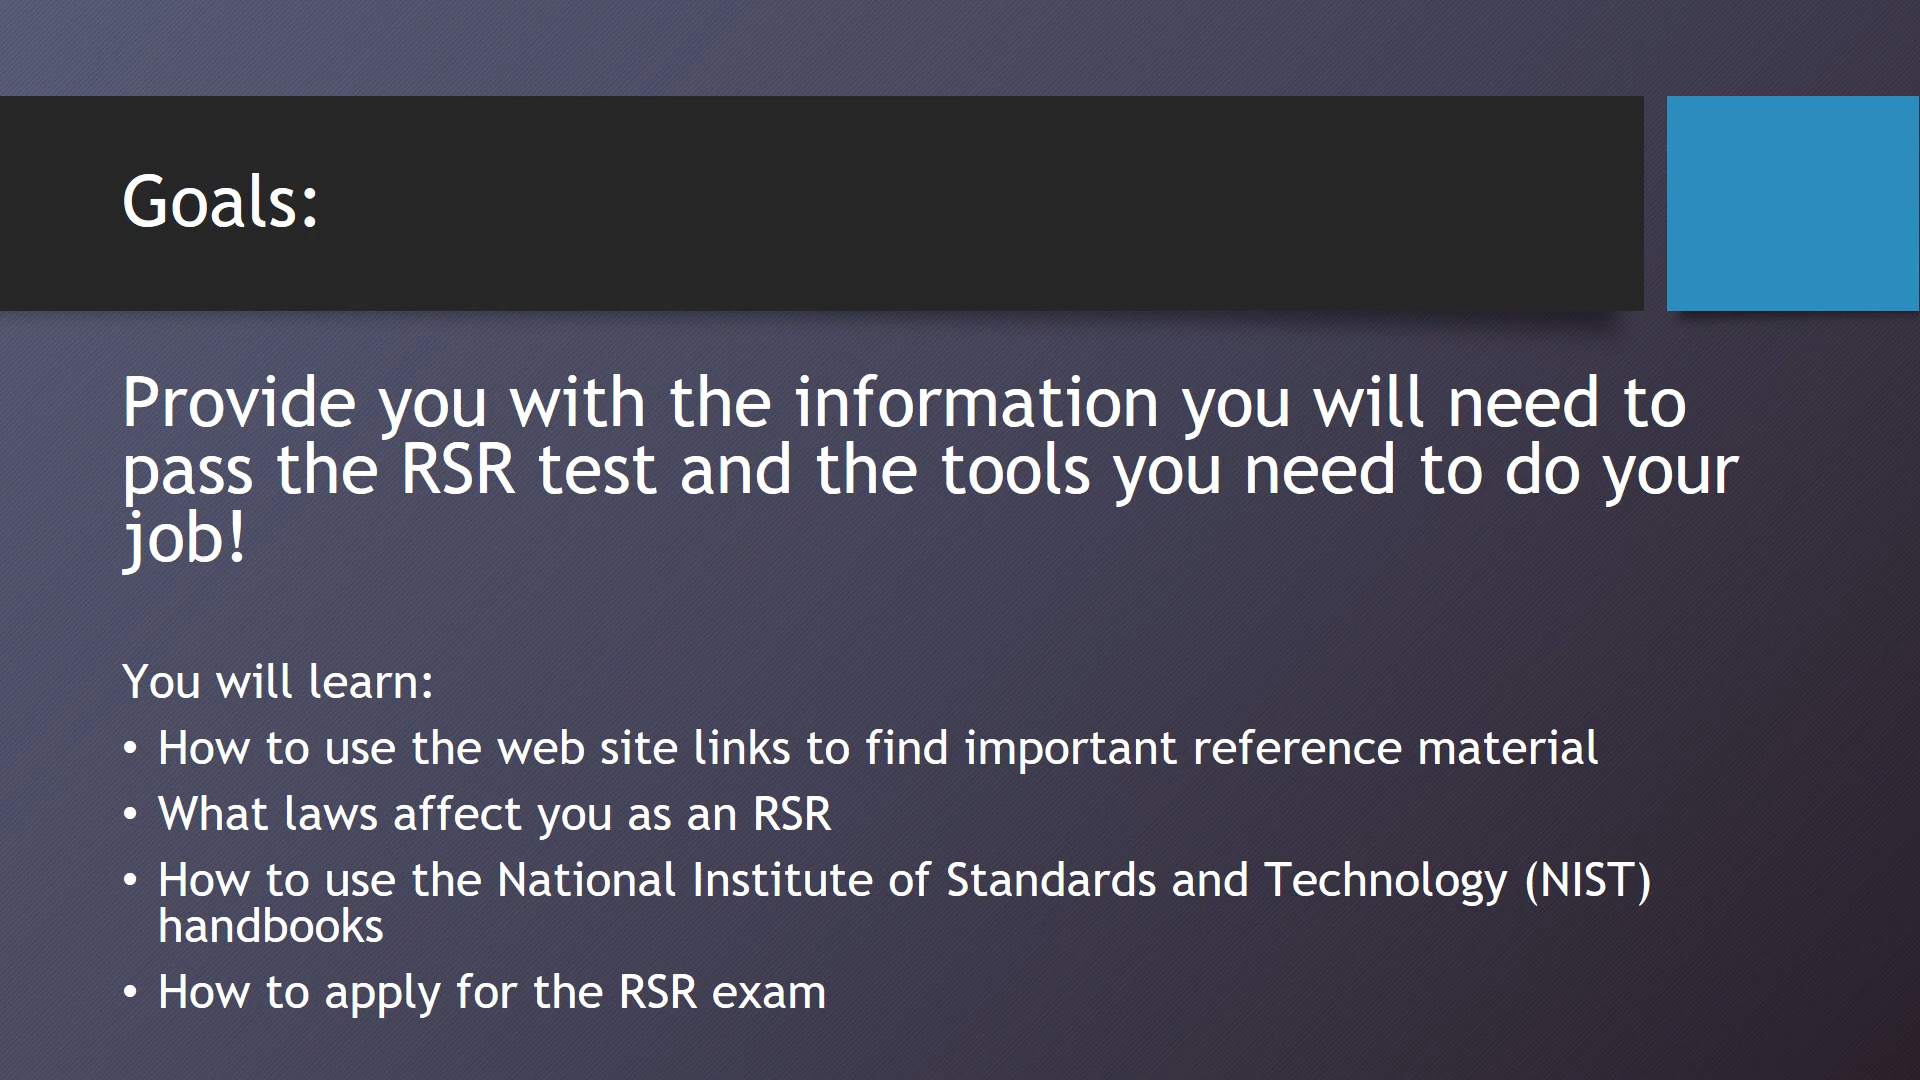 Goals:
Provide you with the information you will need to
pass the RSR test and the tools you need to do your
job!
You will learn:
• How to use the web site links to find important reference material
• What laws affect you as an RSR
• How to use the National Institute of Standards and Technology (NIST)
handbooks
• How to apply for the RSR exam